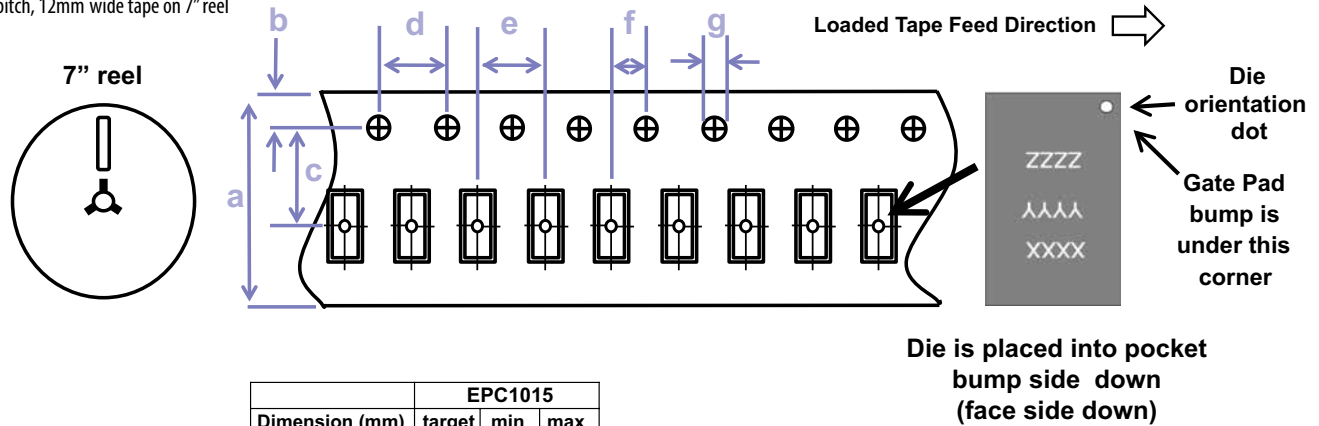 pitch, 12mm wide tape on 7” reel
7” reel
Loaded Tape Feed Direction
b
d
e
f
g
a
c
Die
orientation
dot
ZZZZ
YYYY
XXXX
Gate Pad
bump is
under this
corner
Die is placed into pocket
bump side down
(face side down)
EPC1015
Dimension (mm) target min max